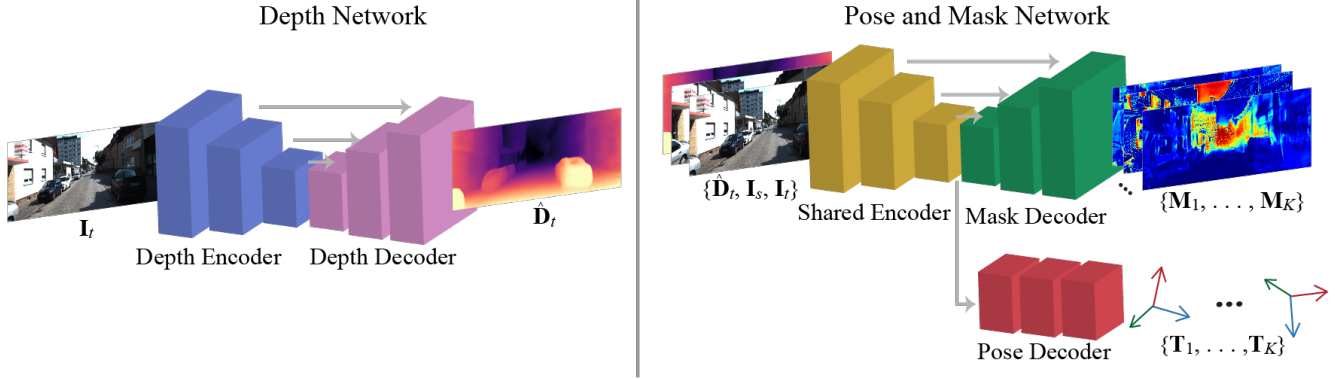 Depth Network
I_t
Depth Encoder
Depth Decoder
D̂_t
Pose and Mask Network
{D̂_t, I_s, I_t}
Shared Encoder
Mask Decoder
{M_1, . . . , M_K}
Pose Decoder
{T_1, . . . ,T_K}